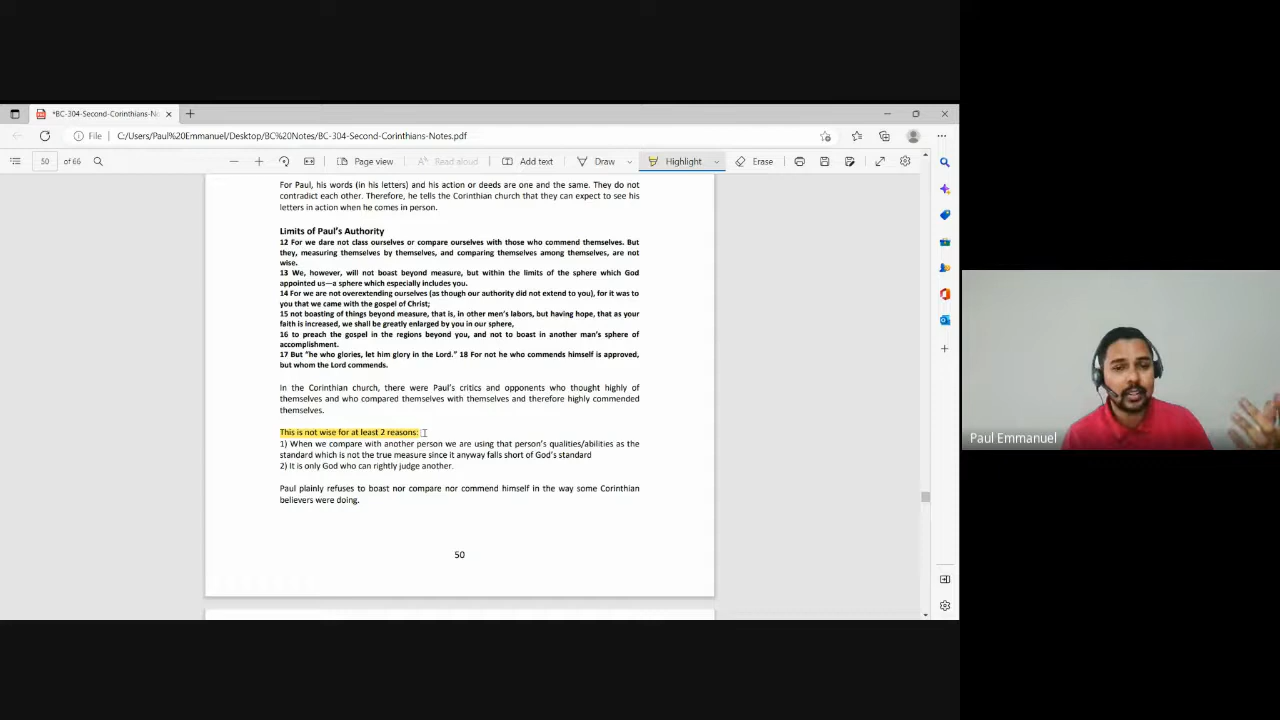 *BC-304-Second-Corinthians-No
File
C:/Users/Paul%20Emmanuel/Desktop/BC%20Notes/BC-304-Second-Corinthians-Notes.pdf
50 of 66
Page view
Read aloud
Add text
Draw
Highlight
Erase
For Paul, his words (in his letters) and his action or deeds are one and the same. They do not
contradict each other. Therefore, he tells the Corinthian church that they can expect to see his
letters in action when he comes in person.
Limits of Paul's Authority
12 For we dare not class ourselves or compare ourselves with those who commend themselves. But
they, measuring themselves by themselves, and comparing themselves among themselves, are not
wise.
13 We, however, will not boast beyond measure, but within the limits of the sphere which God
appointed us—a sphere which especially includes you.
14 For we are not overextending ourselves (as though our authority did not extend to you), for it was to
you that we came with the gospel of Christ;
15 not boasting of things beyond measure, that is, in other men's labors, but having hope, that as your
faith is increased, we shall be greatly enlarged by you in our sphere,
16 to preach the gospel in the regions beyond you, and not to boast in another man's sphere of
accomplishment.
17 But "he who glories, let him glory in the Lord." 18 For not he who commends himself is approved,
but whom the Lord commends.
In the Corinthian church, there were Paul's critics and opponents who thought highly of
themselves and who compared themselves with themselves and therefore highly commended
themselves.
This is not wise for at least 2 reasons:
1) When we compare with another person we are using that person's qualities/abilities as the
standard which is not the true measure since it anyway falls short of God's standard
2) It is only God who can rightly judge another.
Paul plainly refuses to boast nor compare nor commend himself in the way some Corinthian
believers were doing.
50
Paul Emmanuel